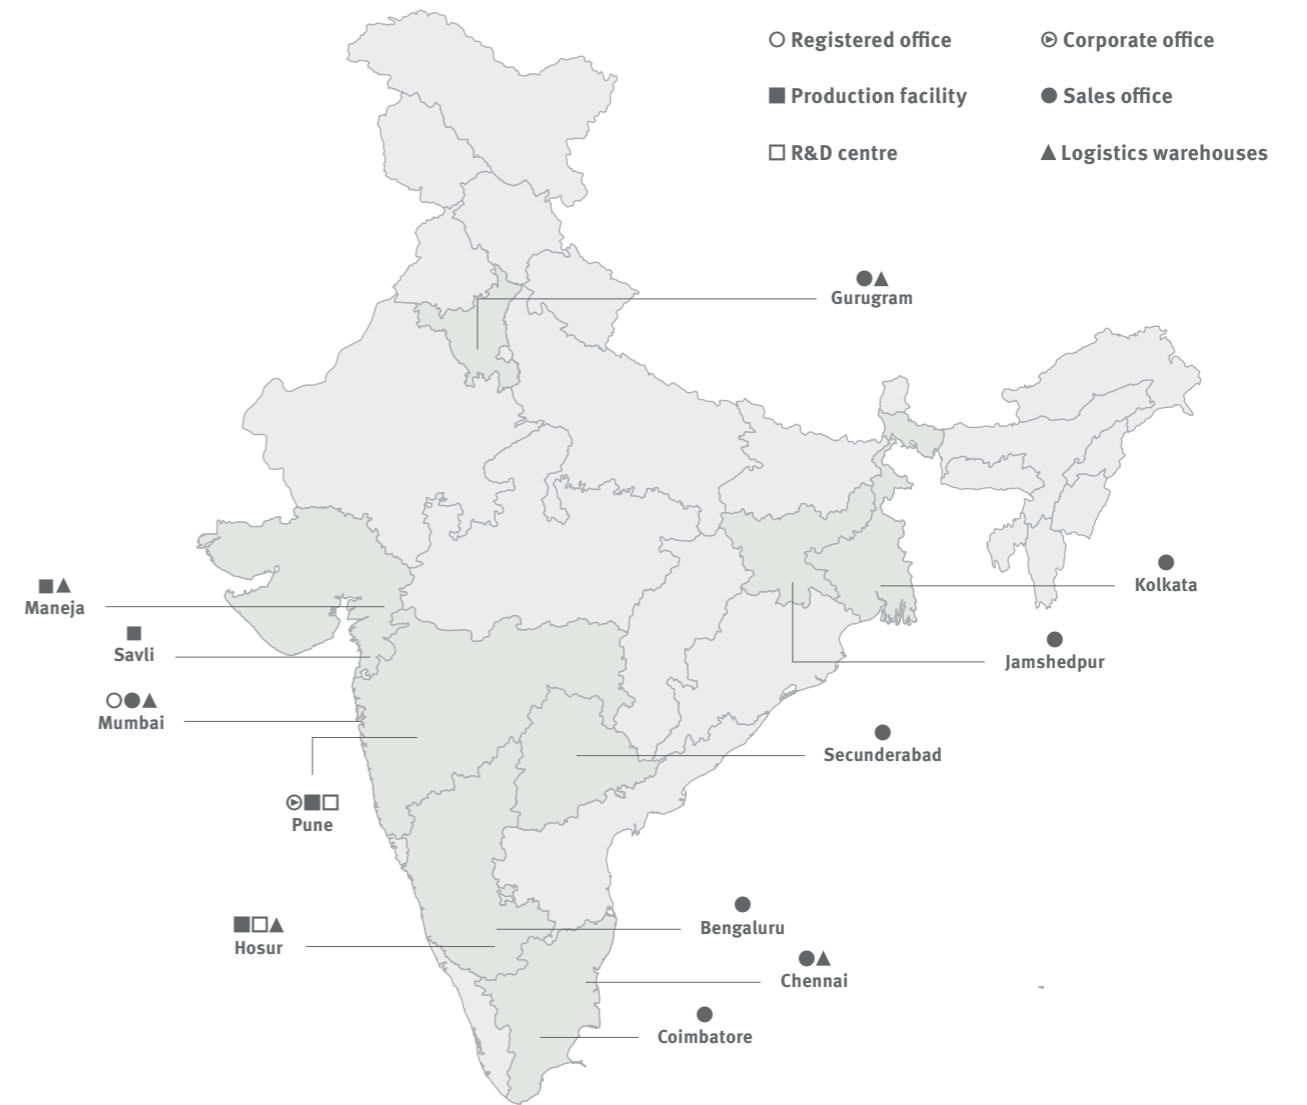 Registered office
Corporate office
Production facility
Sales office
R&D centre
Logistics warehouses
Gurugram
Maneja
Kolkata
Savli
Jamshedpur
Mumbai
Secunderabad
Pune
Bengaluru
Hosur
Chennai
Coimbatore